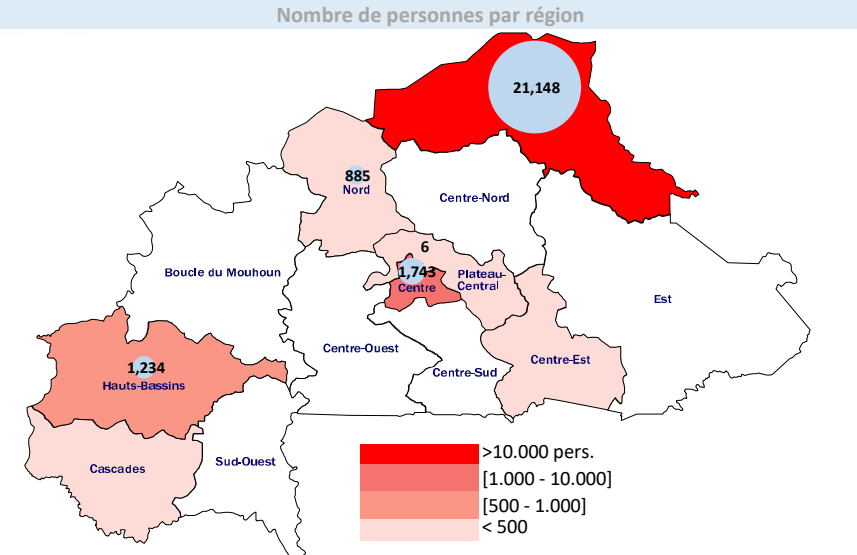 Nombre de personnes par région
21,148
885
Nord
Centre-Nord
6
1,743
Centre
Plateau-
Central
Boucle du Mouhoun
Est
Centre-Ouest
Centre-Est
1,234
Hauts-Bassins
Centre-Sud
Cascades
Sud-Ouest
>10.000 pers.
[1.000 - 10.000]
[500 - 1.000]
< 500